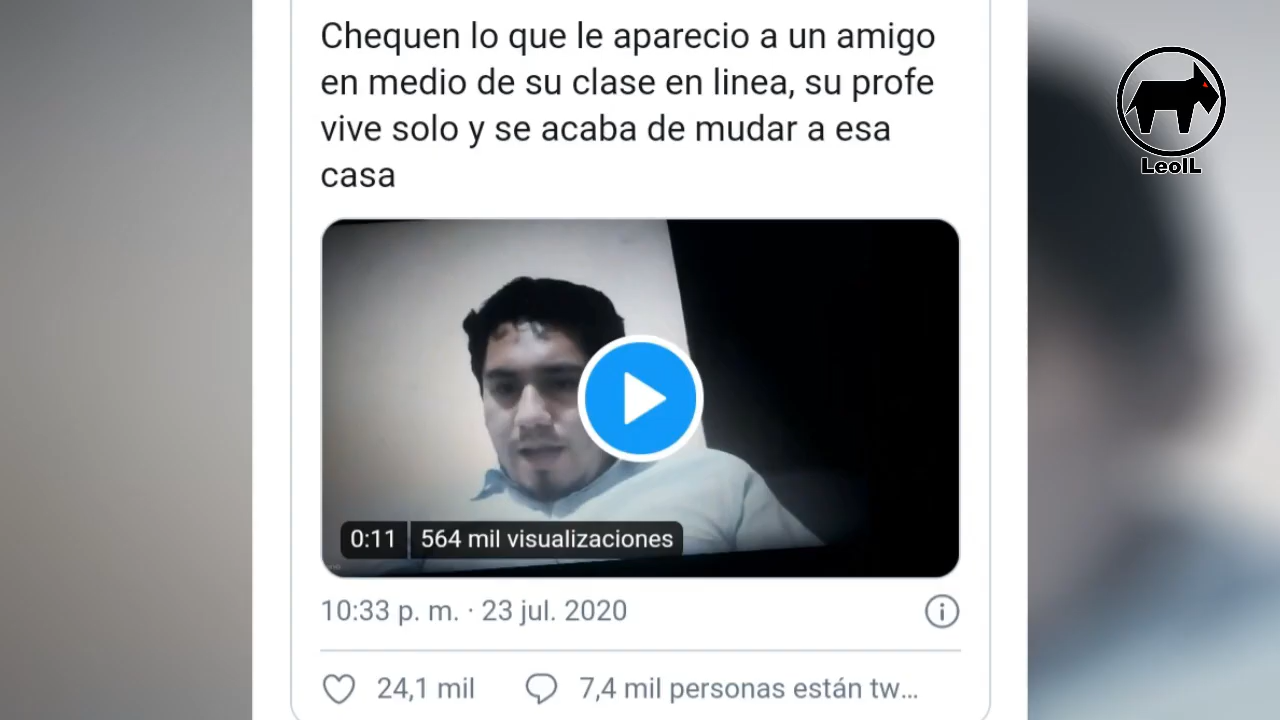 Chequen lo que le aparecio a un amigo
en medio de su clase en linea, su profe
vive solo y se acaba de mudar a esa
casa
LeoIL
0:11 564 mil visualizaciones
10:33 p. m. · 23 jul. 2020
24,1 mil 7,4 mil personas están tw...